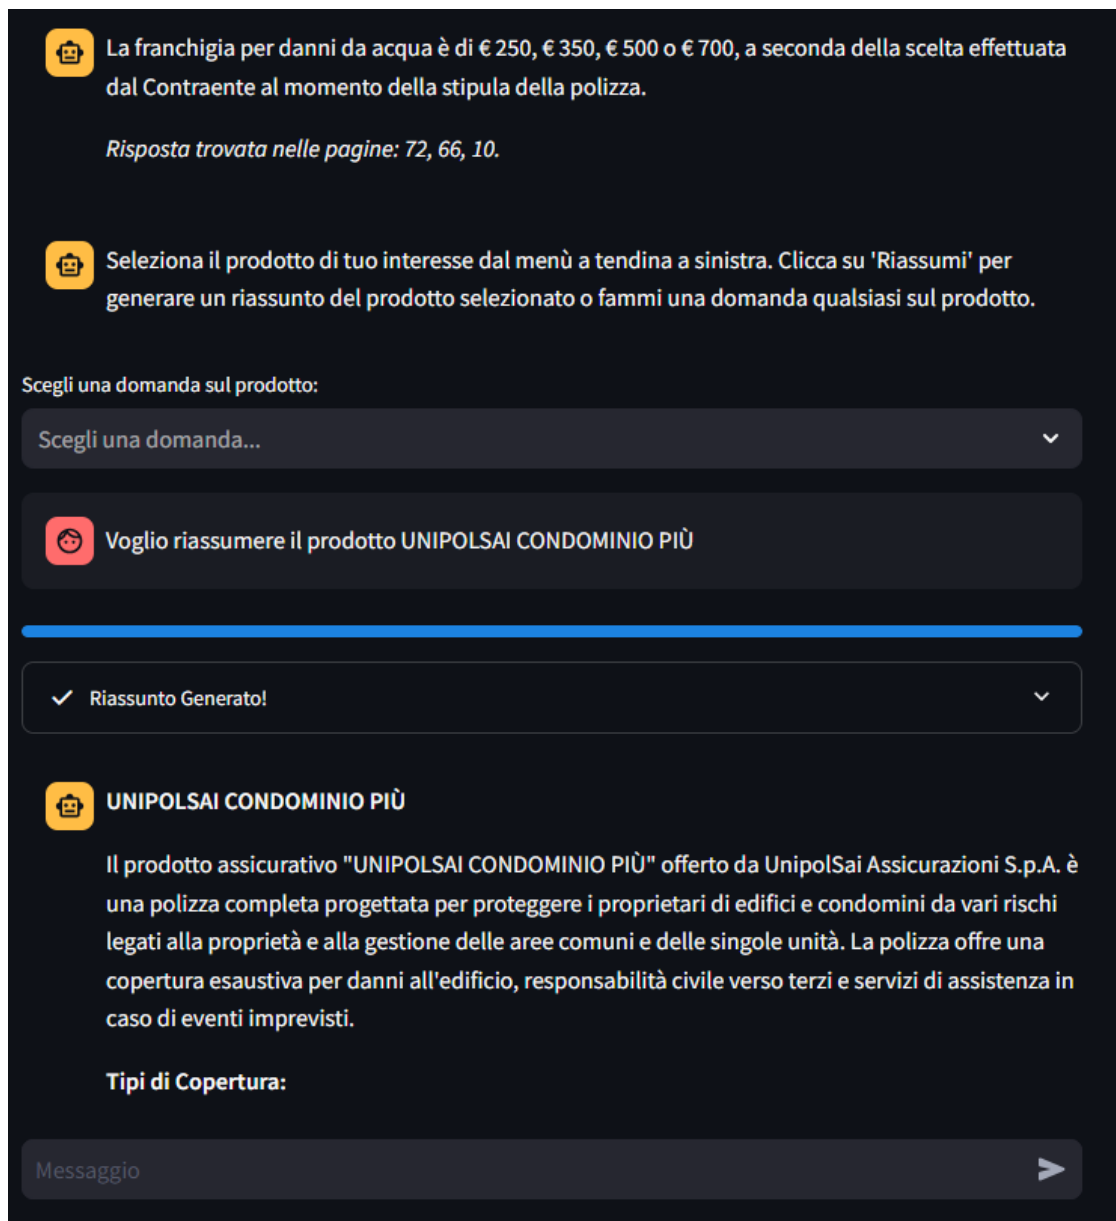 La franchigia per danni da acqua è di € 250, € 350, € 500 o € 700, a seconda della scelta effettuata
dal Contraente al momento della stipula della polizza.
Risposta trovata nelle pagine: 72, 66, 10.
Seleziona il prodotto di tuo interesse dal menù a tendina a sinistra. Clicca su 'Riassumi' per
generare un riassunto del prodotto selezionato o fammi una domanda qualsiasi sul prodotto.
Scegli una domanda sul prodotto:
Scegli una domanda...
Voglio riassumere il prodotto UNIPOLSAI CONDOMINIO PIÙ
Riassunto Generato!
UNIPOLSAI CONDOMINIO PIÙ
Il prodotto assicurativo "UNIPOLSAI CONDOMINIO PIÙ" offerto da UnipolSai Assicurazioni S.p.A. è
una polizza completa progettata per proteggere i proprietari di edifici e condomini da vari rischi
legati alla proprietà e alla gestione delle aree comuni e delle singole unità. La polizza offre una
copertura esaustiva per danni all'edificio, responsabilità civile verso terzi e servizi di assistenza in
caso di eventi imprevisti.
Tipi di Copertura:
Messaggio